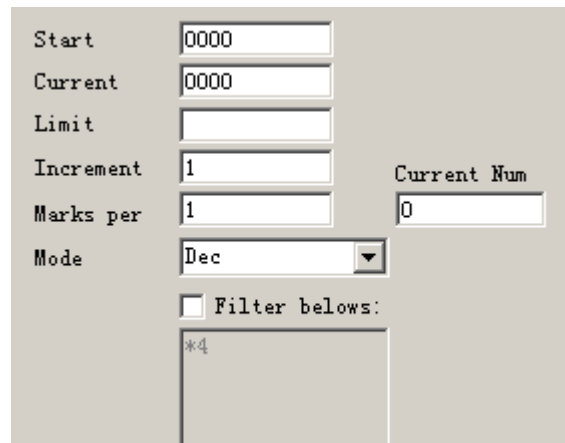 Start 0000
Current 0000
Limit
Increment 1
Current Num
Marks per 1 0
Mode Dec
Filter belows:
*4